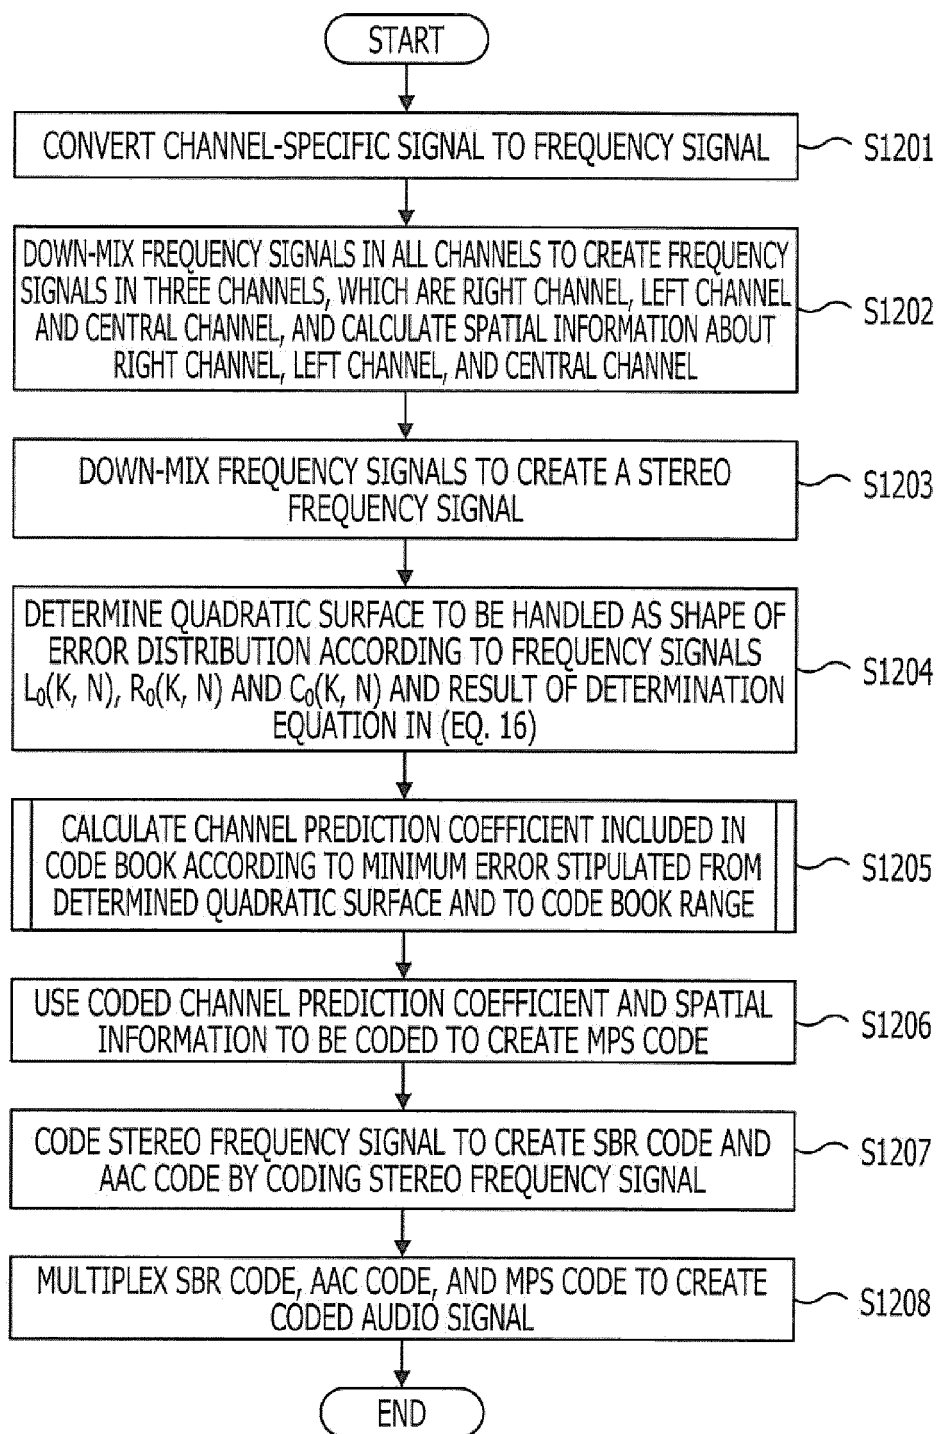 START
CONVERT CHANNEL-SPECIFIC SIGNAL TO FREQUENCY SIGNAL
S1201
DOWN-MIX FREQUENCY SIGNALS IN ALL CHANNELS TO CREATE FREQUENCY
SIGNALS IN THREE CHANNELS, WHICH ARE RIGHT CHANNEL, LEFT CHANNEL
AND CENTRAL CHANNEL, AND CALCULATE SPATIAL INFORMATION ABOUT
RIGHT CHANNEL, LEFT CHANNEL, AND CENTRAL CHANNEL
S1202
DOWN-MIX FREQUENCY SIGNALS TO CREATE A STEREO
FREQUENCY SIGNAL
S1203
DETERMINE QUADRATIC SURFACE TO BE HANDLED AS SHAPE OF
ERROR DISTRIBUTION ACCORDING TO FREQUENCY SIGNALS
L₀(K, N), R₀(K, N) AND C₀(K, N) AND RESULT OF DETERMINATION
EQUATION IN (EQ. 16)
S1204
CALCULATE CHANNEL PREDICTION COEFFICIENT INCLUDED IN
CODE BOOK ACCORDING TO MINIMUM ERROR STIPULATED FROM
DETERMINED QUADRATIC SURFACE AND TO CODE BOOK RANGE
S1205
USE CODED CHANNEL PREDICTION COEFFICIENT AND SPATIAL
INFORMATION TO BE CODED TO CREATE MPS CODE
S1206
CODE STEREO FREQUENCY SIGNAL TO CREATE SBR CODE AND
AAC CODE BY CODING STEREO FREQUENCY SIGNAL
S1207
MULTIPLEX SBR CODE, AAC CODE, AND MPS CODE TO CREATE
CODED AUDIO SIGNAL
S1208
END